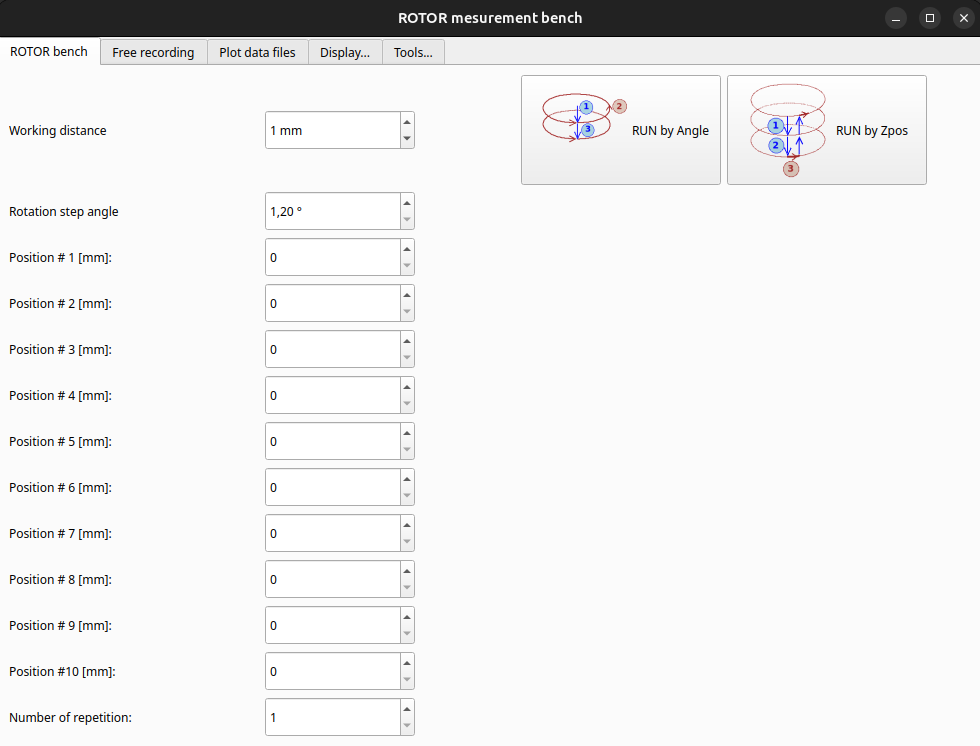 ROTOR mesurement bench
ROTOR bench
Free recording
Plot data files
Display...
Tools...
Working distance
1 mm
1
2
3
RUN by Angle
1
2
3
RUN by Zpos
Rotation step angle
1,20 °
Position # 1 [mm]:
0
Position # 2 [mm]:
0
Position # 3 [mm]:
0
Position # 4 [mm]:
0
Position # 5 [mm]:
0
Position # 6 [mm]:
0
Position # 7 [mm]:
0
Position # 8 [mm]:
0
Position # 9 [mm]:
0
Position #10 [mm]:
0
Number of repetition:
1